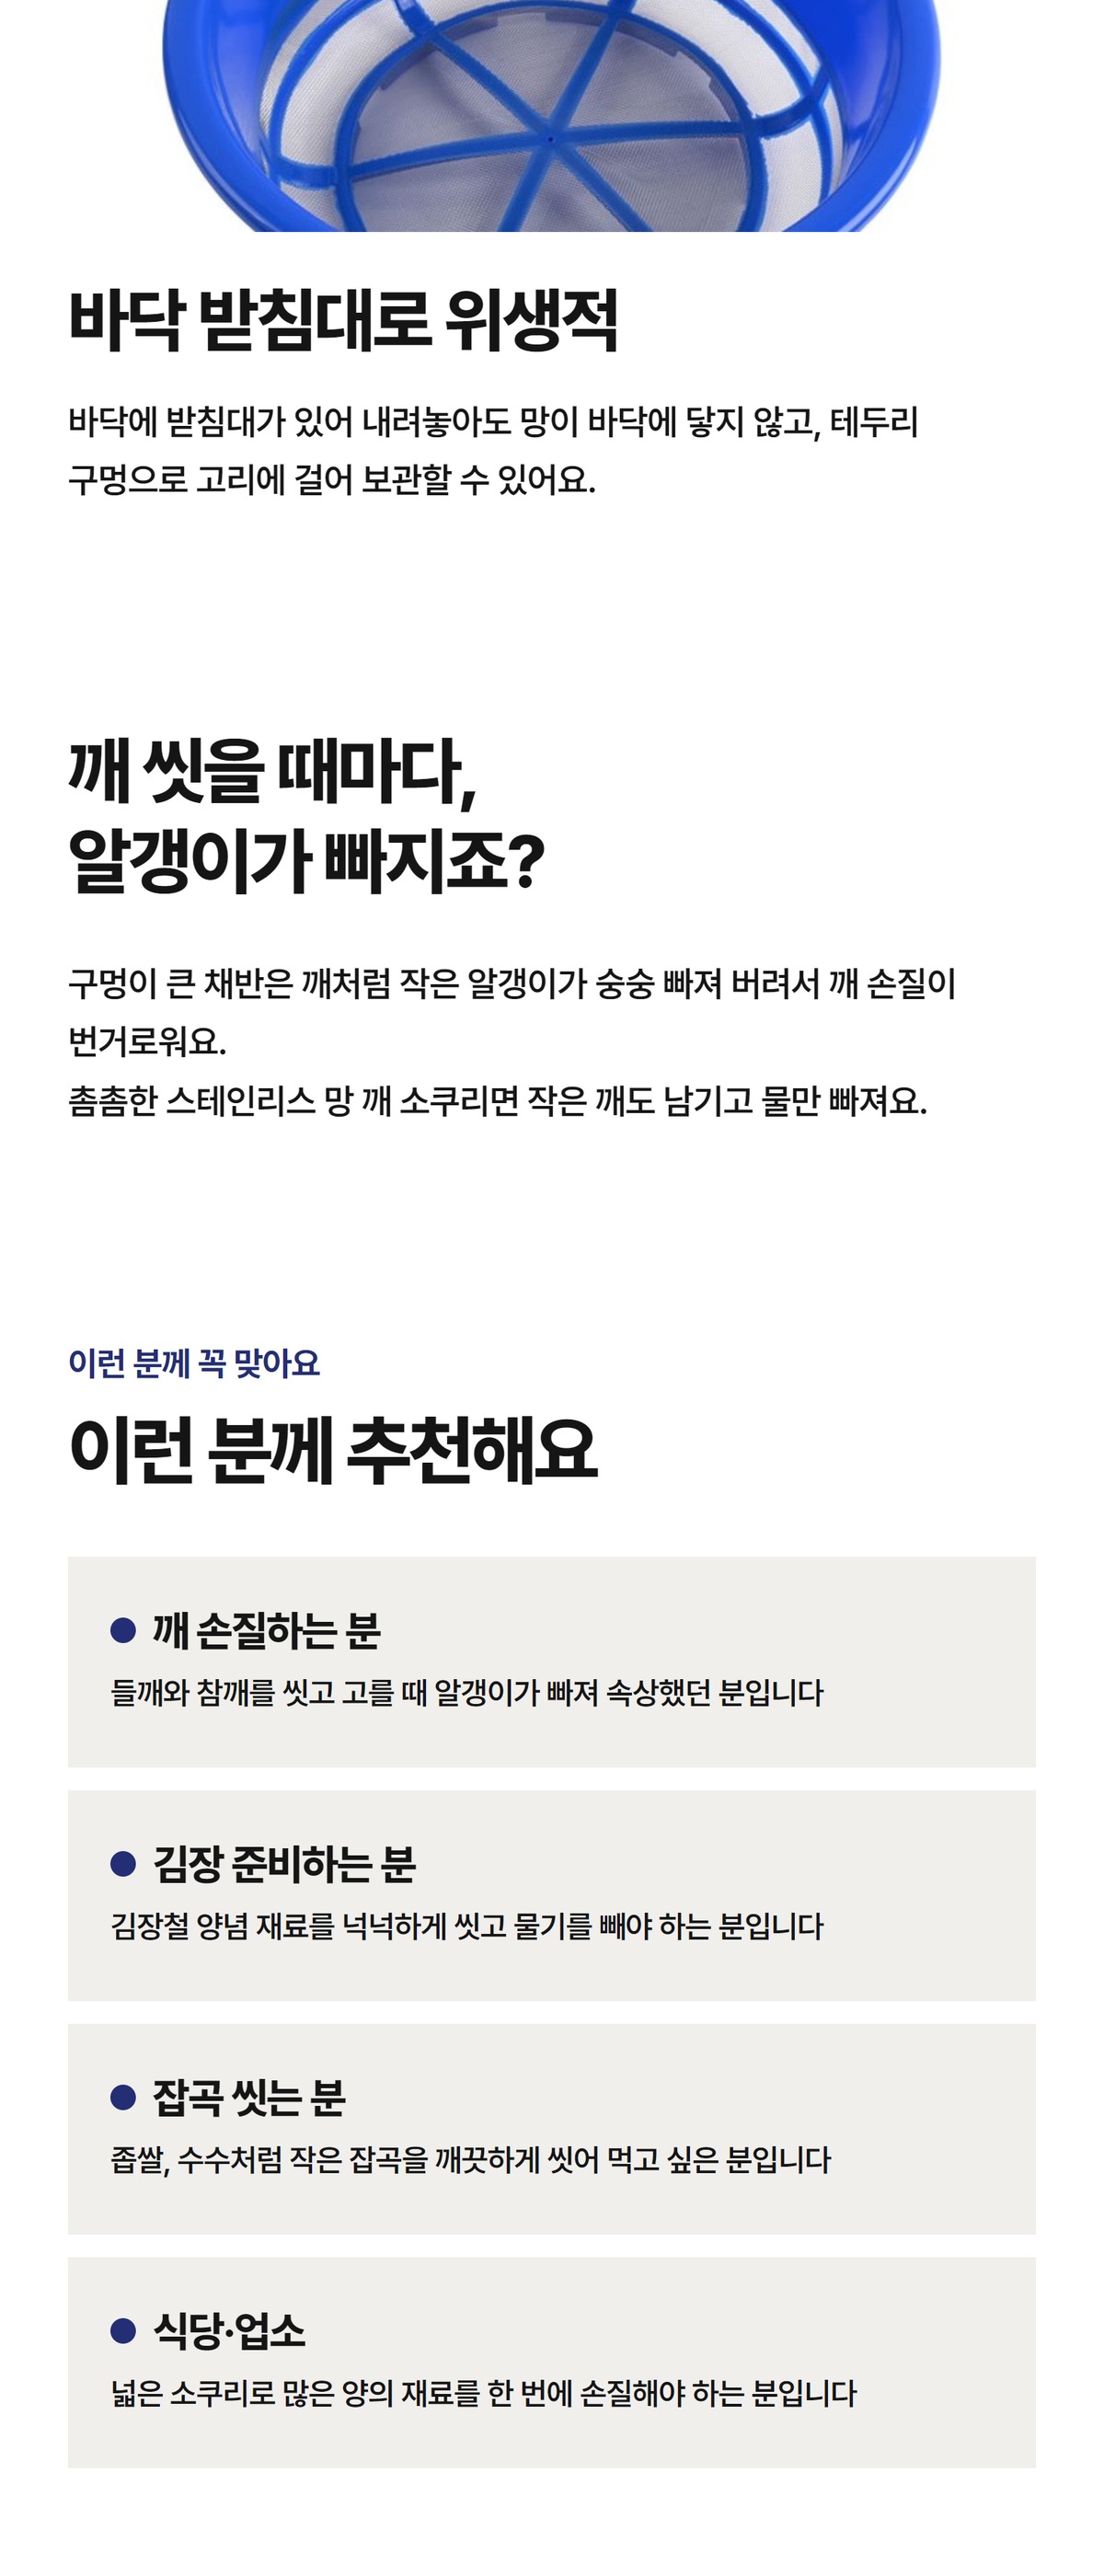 바닥 받침대로 위생적
바닥에 받침대가 있어 내려놓아도 망이 바닥에 닿지 않고, 테두리
구멍으로 고리에 걸어 보관할 수 있어요.
깨 씻을 때마다,
알갱이가 빠지죠?
구멍이 큰 채반은 깨처럼 작은 알갱이가 숭숭 빠져 버려서 깨 손질이
번거로워요.
촘촘한 스테인리스 망 깨 소쿠리면 작은 깨도 남기고 물만 빠져요.
이런 분께 꼭 맞아요
이런 분께 추천해요
깨 손질하는 분
들깨와 참깨를 씻고 고를 때 알갱이가 빠져 속상했던 분입니다
김장 준비하는 분
김장철 양념 재료를 넉넉하게 씻고 물기를 빼야 하는 분입니다
잡곡 씻는 분
좁쌀, 수수처럼 작은 잡곡을 깨끗하게 씻어 먹고 싶은 분입니다
식당·업소
넓은 소쿠리로 많은 양의 재료를 한 번에 손질해야 하는 분입니다